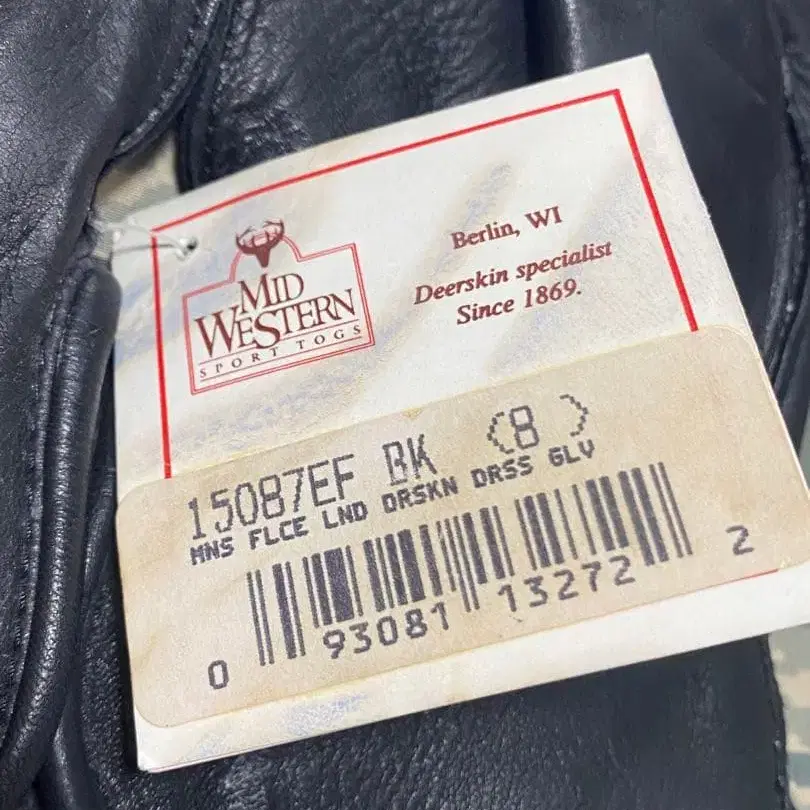 MID
WESTERN
SPORT TOGS
Berlin, WI
Deerskin specialist
Since 1869.
15087EF BK (8)
MNS FLCE LND DRSKN DRSS GLV
0 93081 13272 2